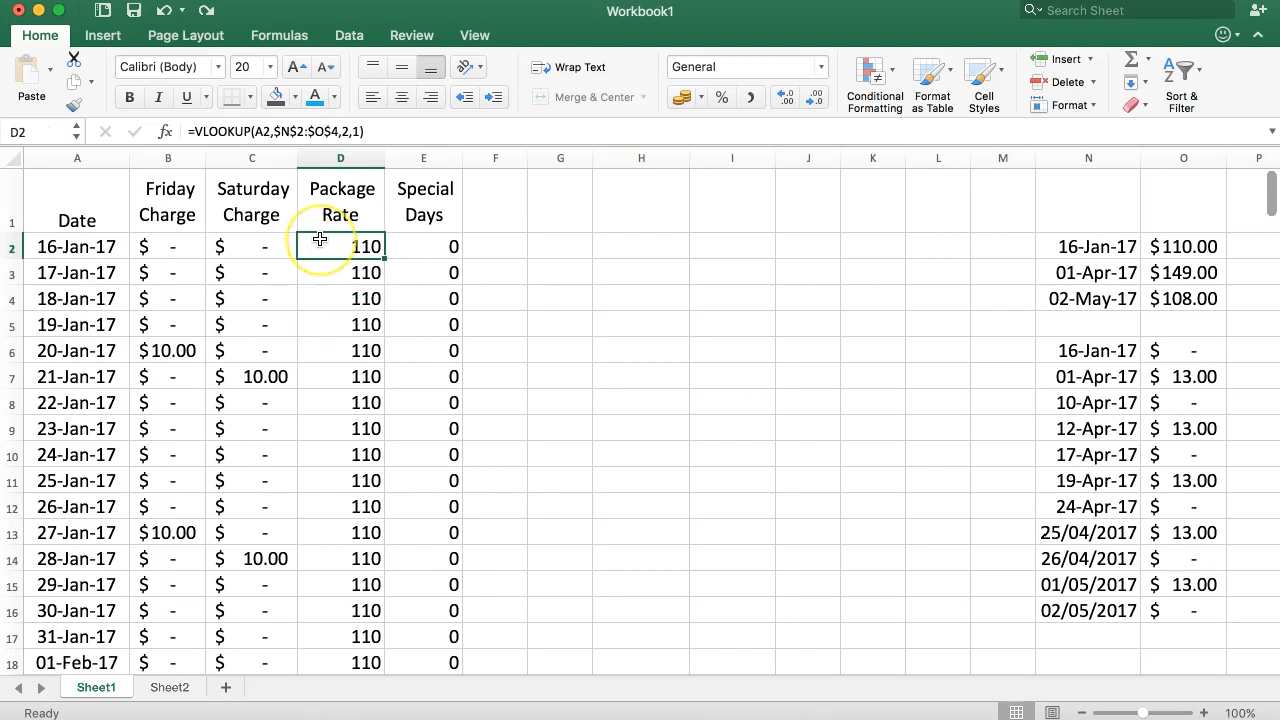 Workbook1
Search Sheet
Home Insert Page Layout Formulas Data Review View
Paste
Calibri (Body) 20 A A
B I U A
Wrap Text
Merge & Center
General
$ % , .0 .00 .00 .0
Conditional Formatting
Format as Table
Cell Styles
Insert
Delete
Format
Sort & Filter
D2 fx =VLOOKUP(A2,$N$2:$O$4,2,1)
A B C D E F G H I J K L M N O P
1 Date Friday Charge Saturday Charge Package Rate Special Days
2 16-Jan-17 $ - $ - 110 0 16-Jan-17 $110.00
3 17-Jan-17 $ - $ - 110 0 01-Apr-17 $149.00
4 18-Jan-17 $ - $ - 110 0 02-May-17 $108.00
5 19-Jan-17 $ - $ - 110 0
6 20-Jan-17 $10.00 $ - 110 0 16-Jan-17 $ -
7 21-Jan-17 $ - $ 10.00 110 0 01-Apr-17 $ 13.00
8 22-Jan-17 $ - $ - 110 0 10-Apr-17 $ -
9 23-Jan-17 $ - $ - 110 0 12-Apr-17 $ 13.00
10 24-Jan-17 $ - $ - 110 0 17-Apr-17 $ -
11 25-Jan-17 $ - $ - 110 0 19-Apr-17 $ 13.00
12 26-Jan-17 $ - $ - 110 0 24-Apr-17 $ -
13 27-Jan-17 $10.00 $ - 110 0 25/04/2017 $ 13.00
14 28-Jan-17 $ - $ 10.00 110 0 26/04/2017 $ -
15 29-Jan-17 $ - $ - 110 0 01/05/2017 $ 13.00
16 30-Jan-17 $ - $ - 110 0 02/05/2017 $ -
17 31-Jan-17 $ - $ - 110 0
18 01-Feb-17 $ - $ - 110 0
Sheet1 Sheet2 +
Ready 100%